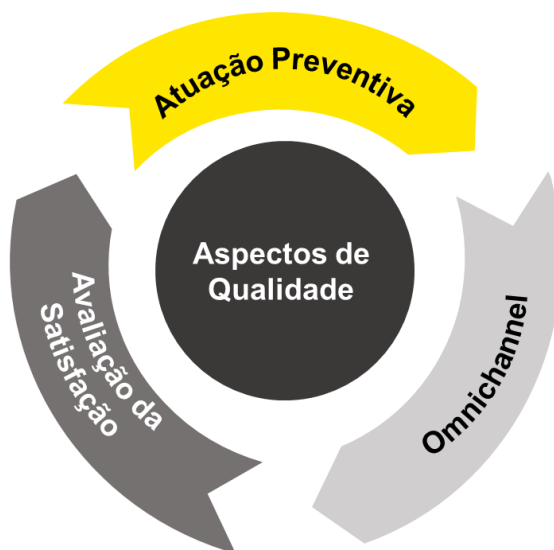 Atuação Preventiva
Aspectos de
Qualidade
Omnichannel
Avaliação da
Satisfação